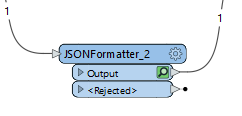 1
1
JSONFormatter_2
Output
<Rejected>